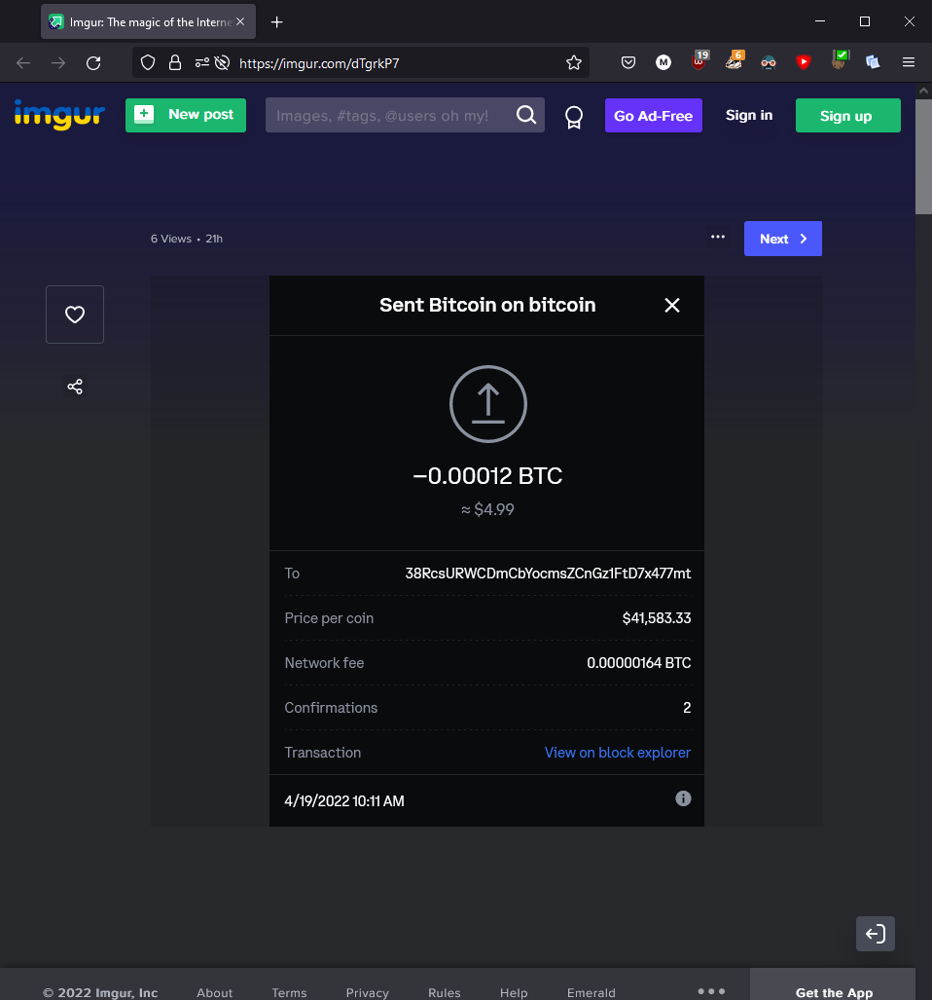 Imgur: The magic of the Interne
https://imgur.com/dTgrkP7
M
19
6
imgur
New post
Images, #tags, @users oh my!
Go Ad-Free
Sign in
Sign up
6 Views • 21h
Next
Sent Bitcoin on bitcoin
−0.00012 BTC
≈ $4.99
To 38RcsURWCDmCbYocmsZCnGz1FtD7x477mt
Price per coin $41,583.33
Network fee 0.00000164 BTC
Confirmations 2
Transaction View on block explorer
4/19/2022 10:11 AM
© 2022 Imgur, Inc About Terms Privacy Rules Help Emerald ••• Get the App